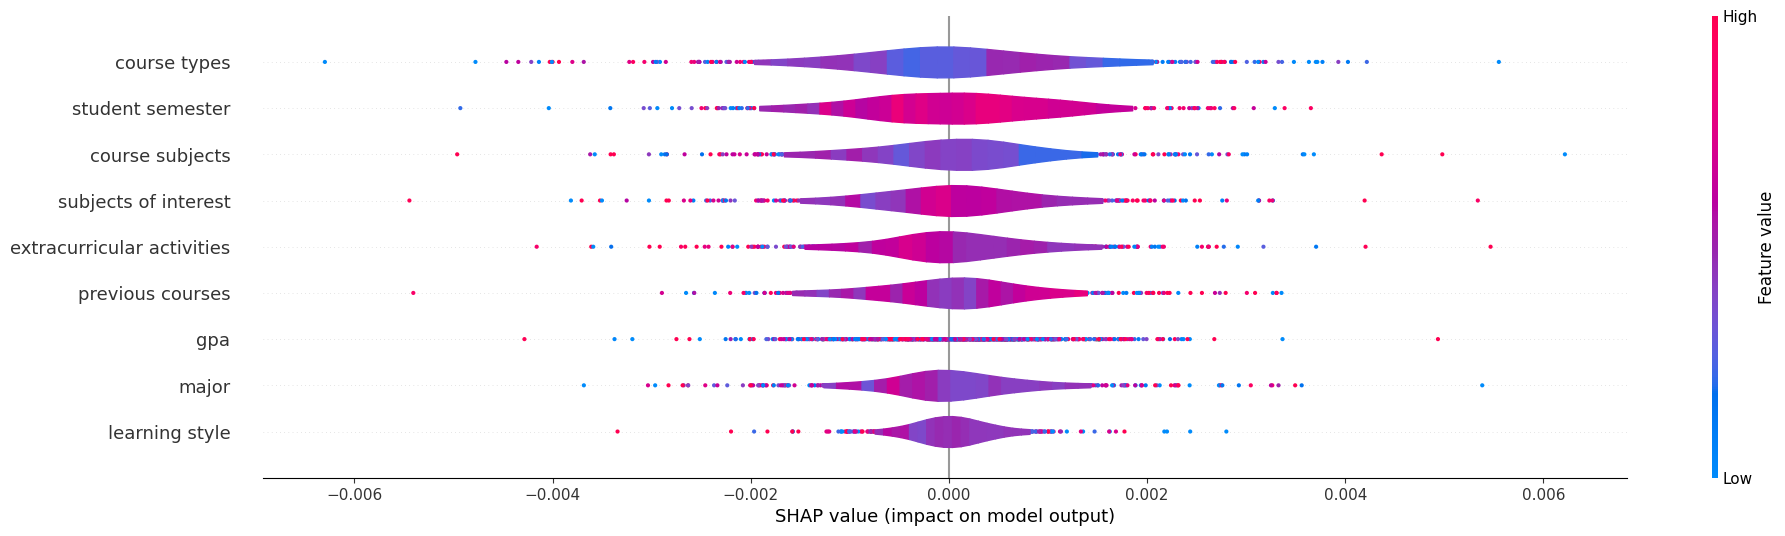 course types
student semester
course subjects
subjects of interest
extracurricular activities
previous courses
gpa
major
learning style
−0.006 −0.004 −0.002 0.000 0.002 0.004 0.006
SHAP value (impact on model output)
High
Feature value
Low